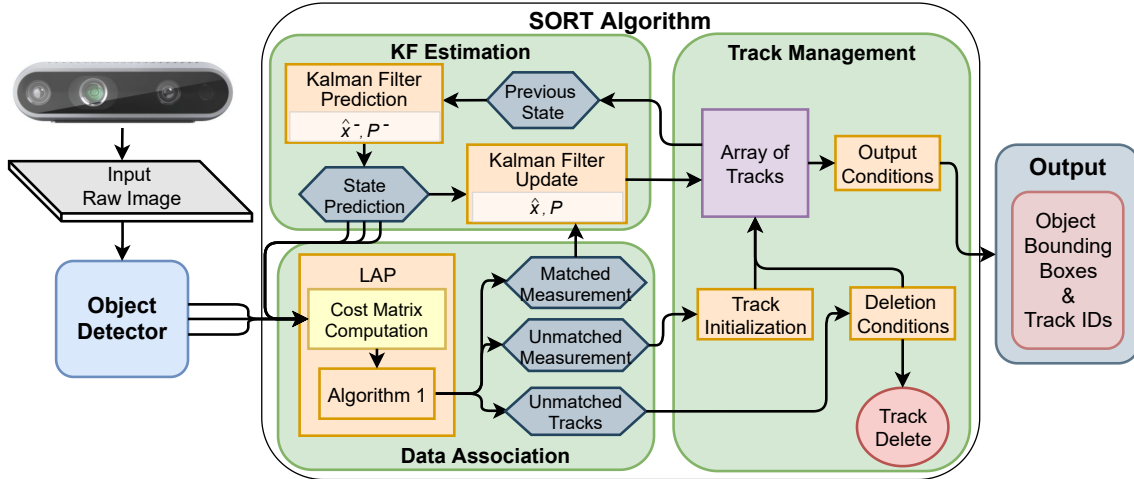 SORT Algorithm
KF Estimation
Track Management
Kalman Filter
Prediction
x̂⁻, P⁻
Previous
State
State
Prediction
Kalman Filter
Update
x̂, P
Array of
Tracks
Output
Conditions
Input
Raw Image
Object
Detector
LAP
Cost Matrix
Computation
Algorithm 1
Matched
Measurement
Unmatched
Measurement
Unmatched
Tracks
Data Association
Track
Initialization
Deletion
Conditions
Track
Delete
Output
Object
Bounding
Boxes
&
Track IDs